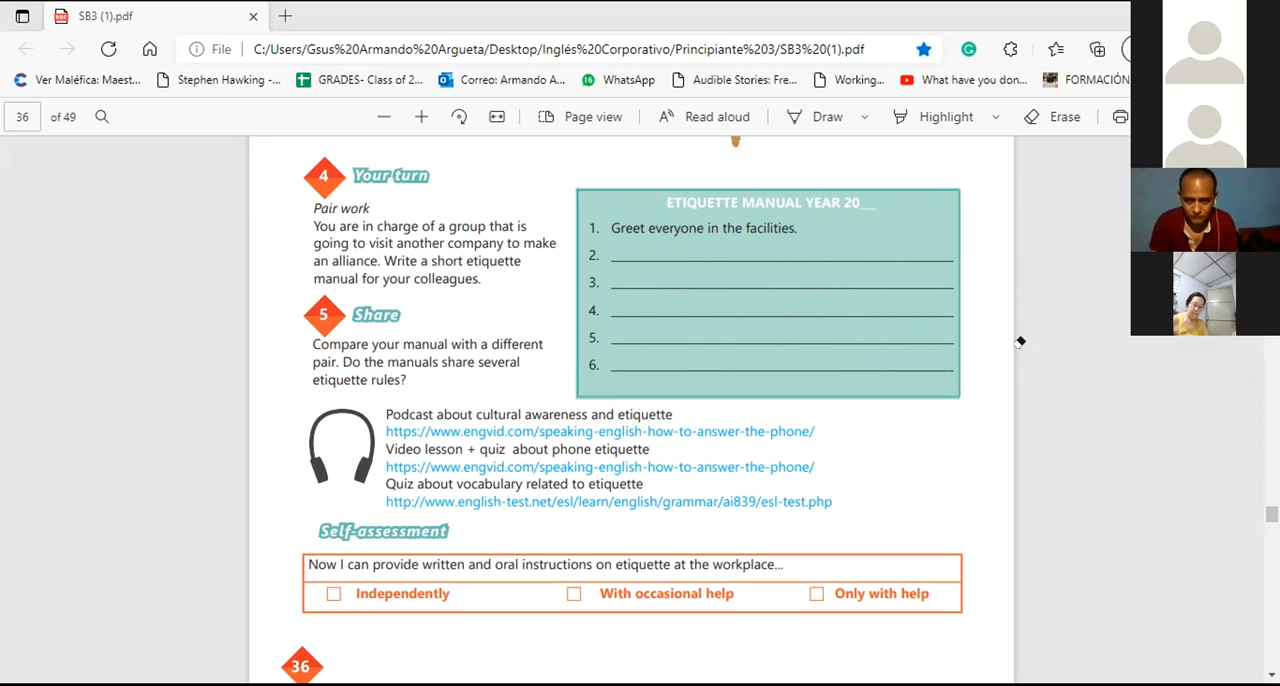 SB3 (1).pdf
File C:/Users/Gsus%20Armando%20Argueta/Desktop/Inglés%20Corporativo/Principiante%203/SB3%20(1).pdf
Ver Maléfica: Maest... Stephen Hawking -... GRADES- Class of 2... Correo: Armando A... WhatsApp Audible Stories: Fre... Working... What have you don... FORMACIÓN
36 of 49 Page view Read aloud Draw Highlight Erase
4 Your turn
Pair work
You are in charge of a group that is
going to visit another company to make
an alliance. Write a short etiquette
manual for your colleagues.
ETIQUETTE MANUAL YEAR 20___
1. Greet everyone in the facilities.
2.
3.
4.
5.
6.
5 Share
Compare your manual with a different
pair. Do the manuals share several
etiquette rules?
Podcast about cultural awareness and etiquette
https://www.engvid.com/speaking-english-how-to-answer-the-phone/
Video lesson + quiz about phone etiquette
https://www.engvid.com/speaking-english-how-to-answer-the-phone/
Quiz about vocabulary related to etiquette
http://www.english-test.net/esl/learn/english/grammar/ai839/esl-test.php
Self-assessment
Now I can provide written and oral instructions on etiquette at the workplace...
Independently With occasional help Only with help
36